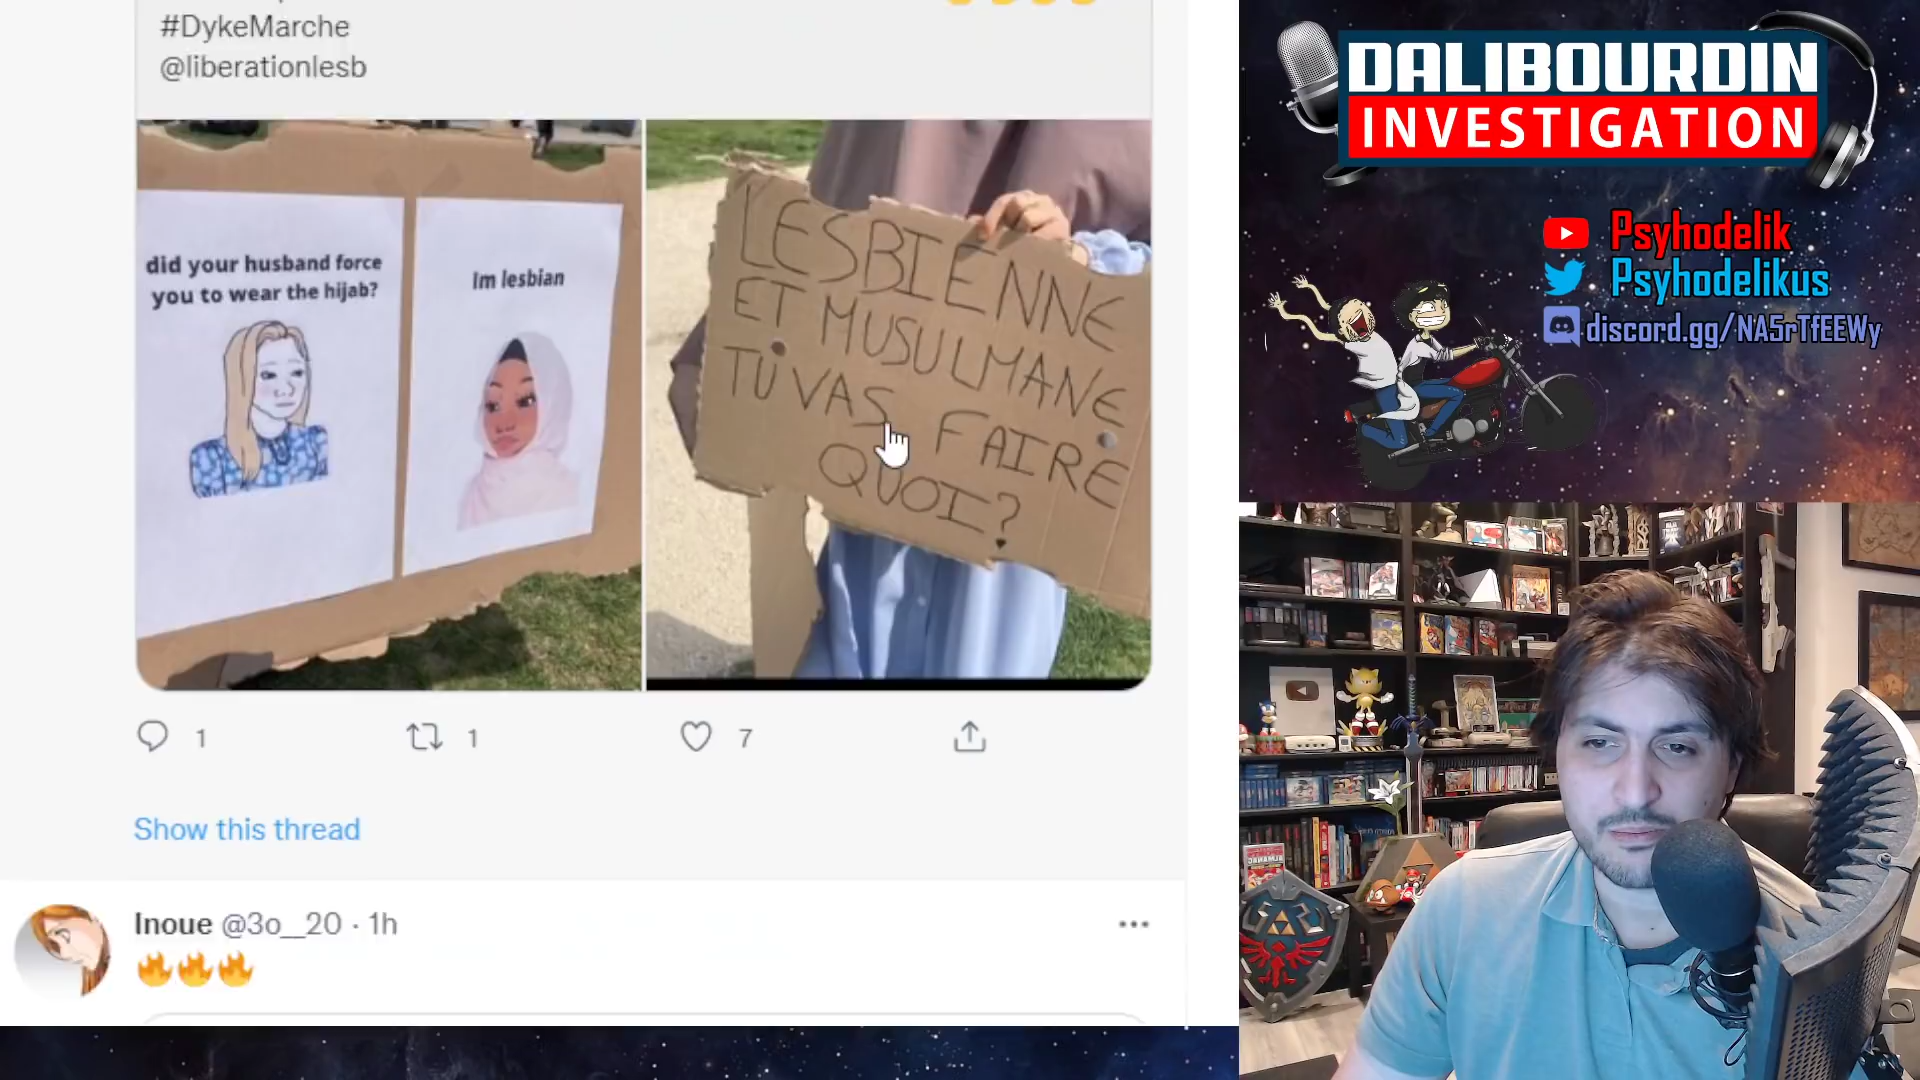 #DykeMarche
@liberationlesb
did your husband force
you to wear the hijab?
Im lesbian
LESBIENNE
ET MUSULMANE
TU VAS FAIRE
QUOI?
1
1
7
Show this thread
Inoue @3o__20 · 1h
DALIBOURDIN
INVESTIGATION
Psyhodelik
Psyhodelikus
discord.gg/NA5rTfEEWy